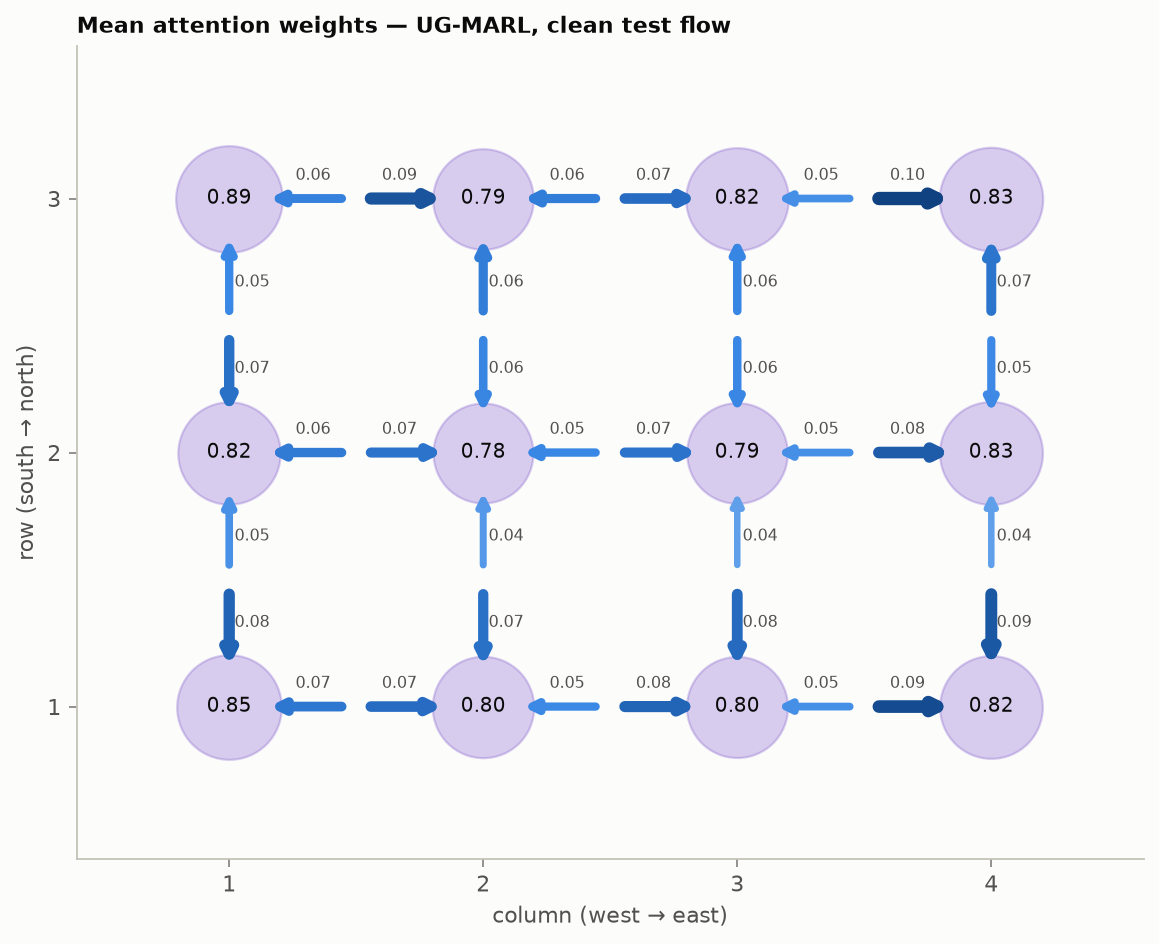 Mean attention weights — UG-MARL, clean test flow
0.06 0.09 0.06 0.07 0.05 0.10
3 0.89 0.79 0.82 0.83
0.05 0.06 0.06 0.07
0.07 0.06 0.06 0.05
0.06 0.07 0.05 0.07 0.05 0.08
2 0.82 0.78 0.79 0.83
0.05 0.04 0.04 0.04
0.08 0.07 0.08 0.09
0.07 0.07 0.05 0.08 0.05 0.09
1 0.85 0.80 0.80 0.82
row (south → north)
1 2 3 4
column (west → east)